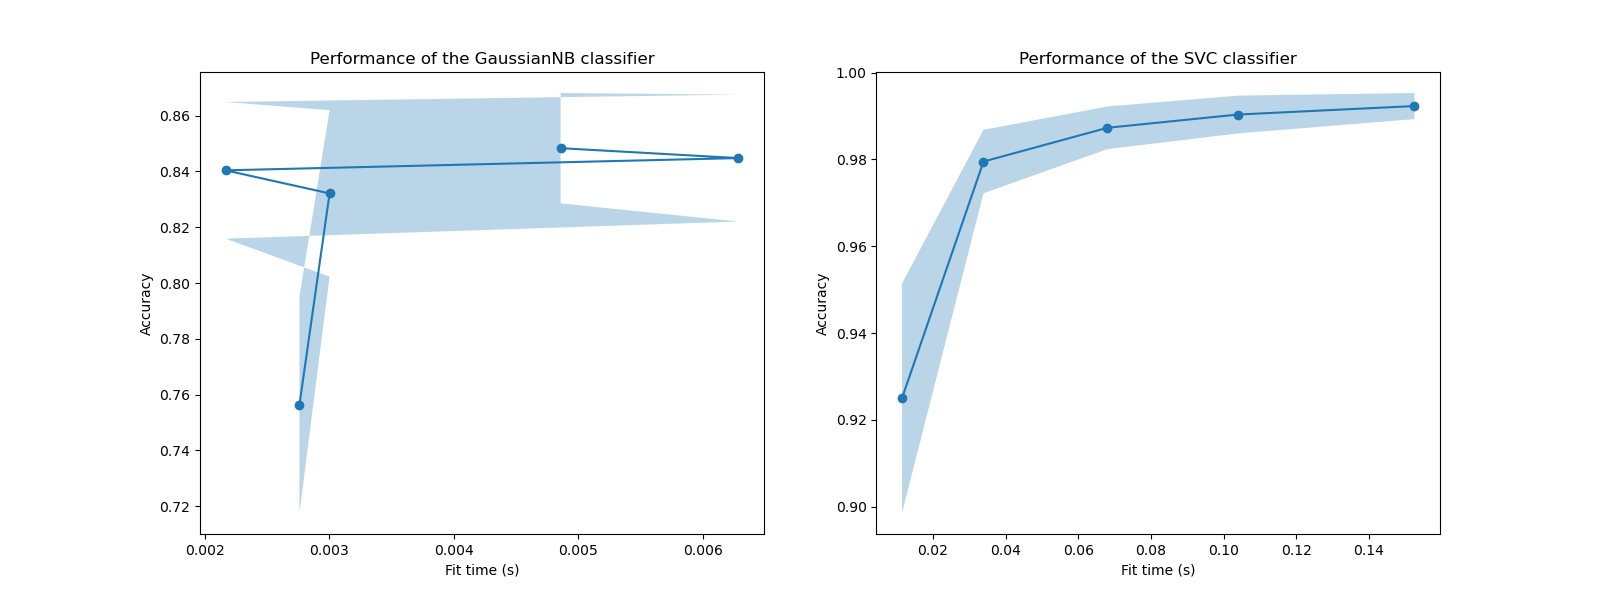 Performance of the GaussianNB classifier
0.86
0.84
0.82
0.80
0.78
0.76
0.74
0.72
Accuracy
0.002 0.003 0.004 0.005 0.006
Fit time (s)
Performance of the SVC classifier
1.00
0.98
0.96
0.94
0.92
0.90
Accuracy
0.02 0.04 0.06 0.08 0.10 0.12 0.14
Fit time (s)